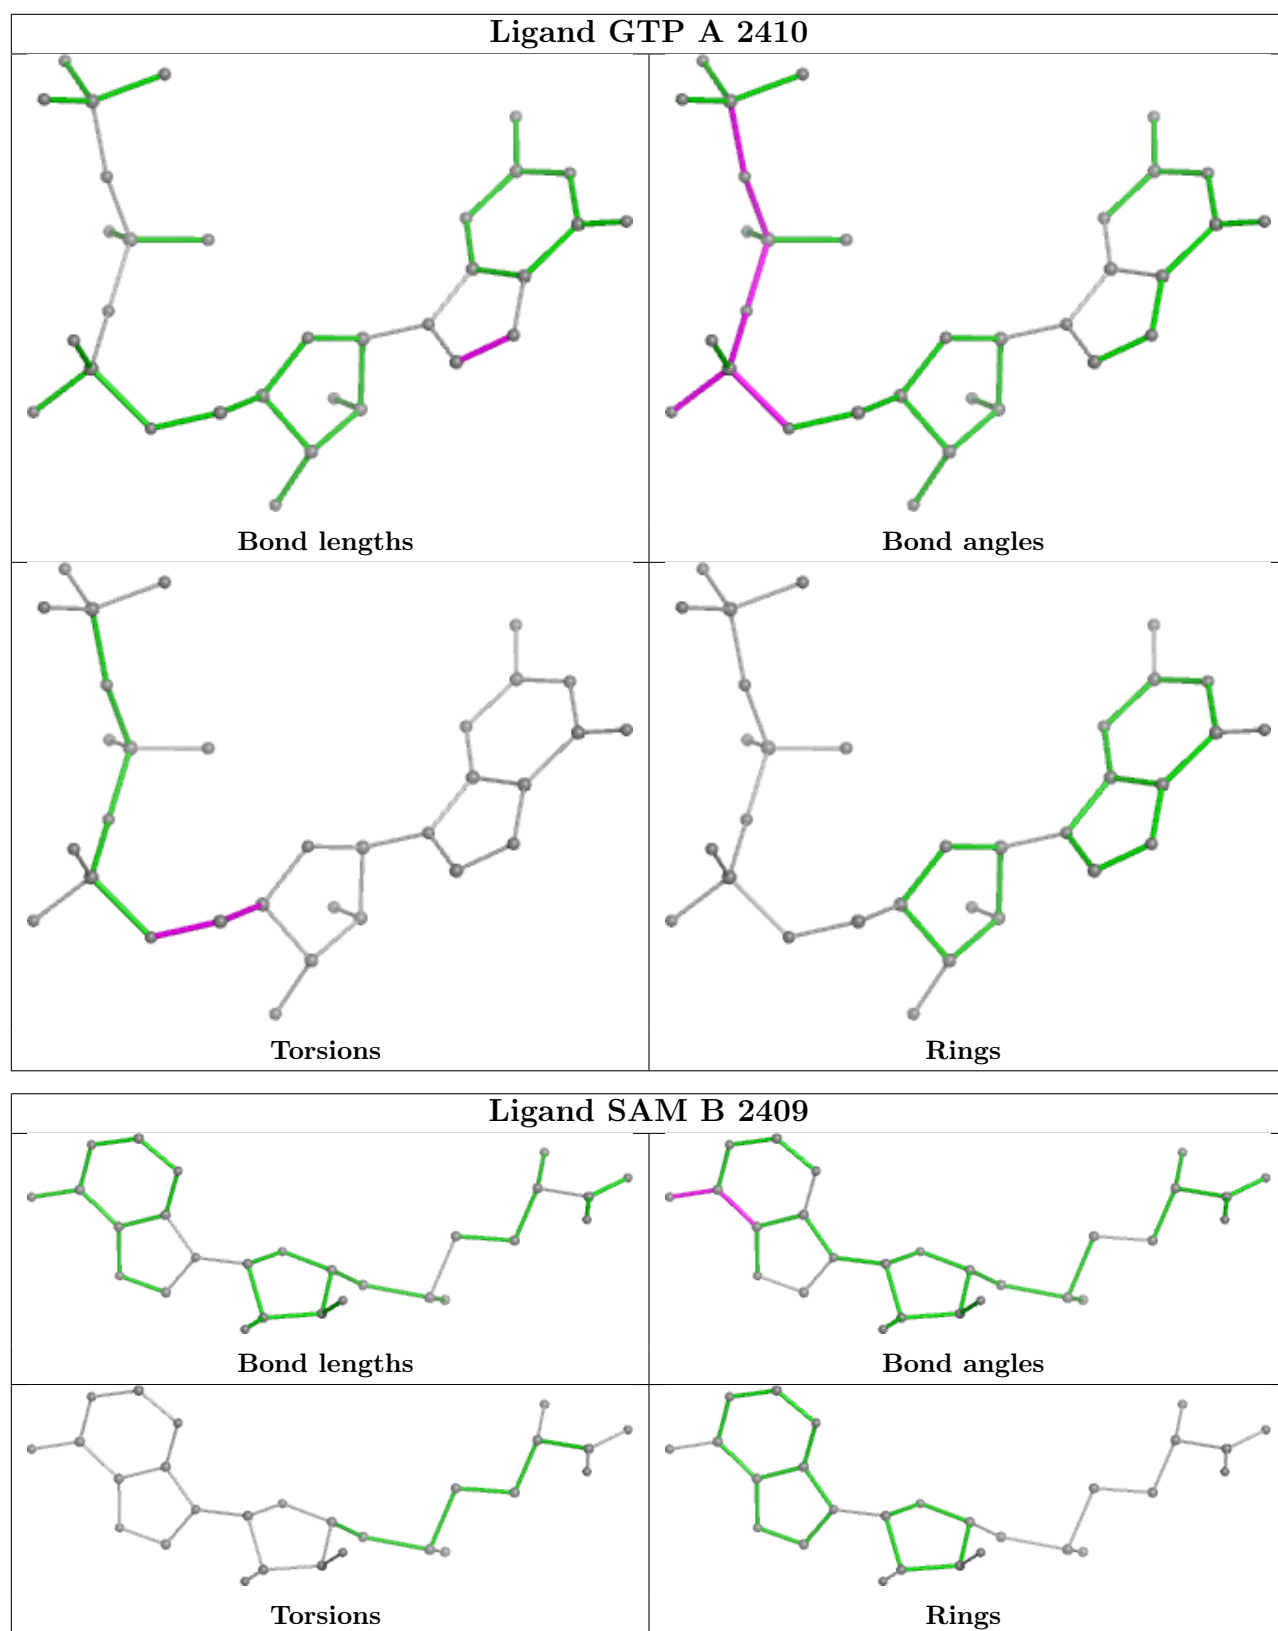 Ligand GTP A 2410
Bond lengths
Bond angles
Torsions
Rings
Ligand SAM B 2409
Bond lengths
Bond angles
Torsions
Rings